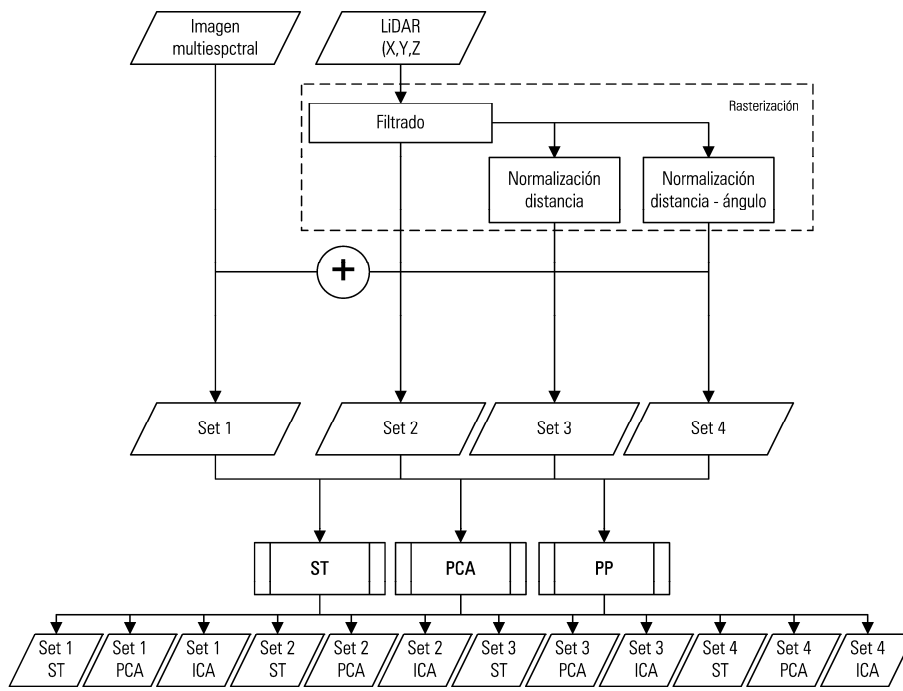 Imagen
multiespctral
LiDAR
(X,Y,Z
Rasterización
Filtrado
Normalización
distancia
Normalización
distancia - ángulo
+
Set 1
Set 2
Set 3
Set 4
ST
PCA
PP
Set 1
ST
Set 1
PCA
Set 1
ICA
Set 2
ST
Set 2
PCA
Set 2
ICA
Set 3
ST
Set 3
PCA
Set 3
ICA
Set 4
ST
Set 4
PCA
Set 4
ICA